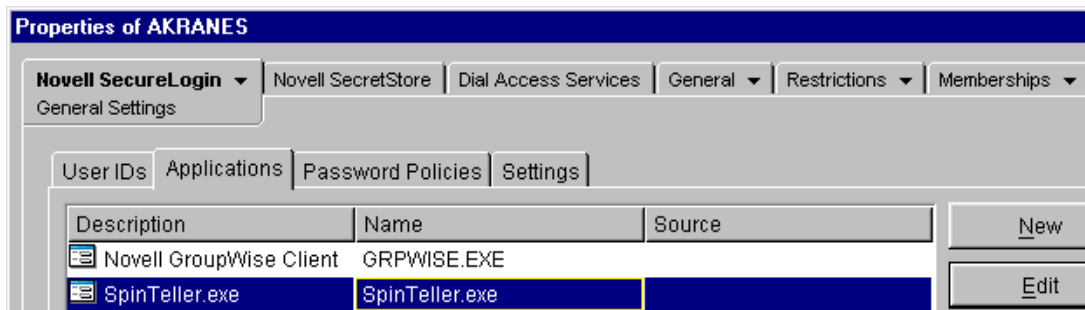 Properties of AKRANES
Novell SecureLogin Novell SecretStore Dial Access Services General Restrictions Memberships
General Settings
User IDs Applications Password Policies Settings
Description Name Source New
Novell GroupWise Client GRPWISE.EXE
SpinTeller.exe SpinTeller.exe Edit